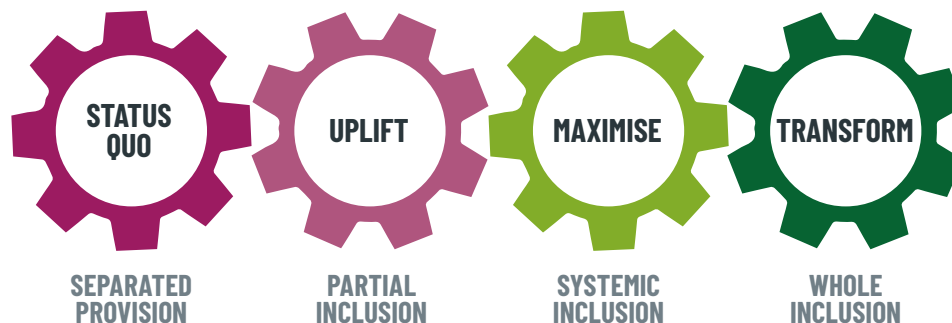 STATUS
QUO
UPLIFT
MAXIMISE
TRANSFORM
SEPARATED
PROVISION
PARTIAL
INCLUSION
SYSTEMIC
INCLUSION
WHOLE
INCLUSION